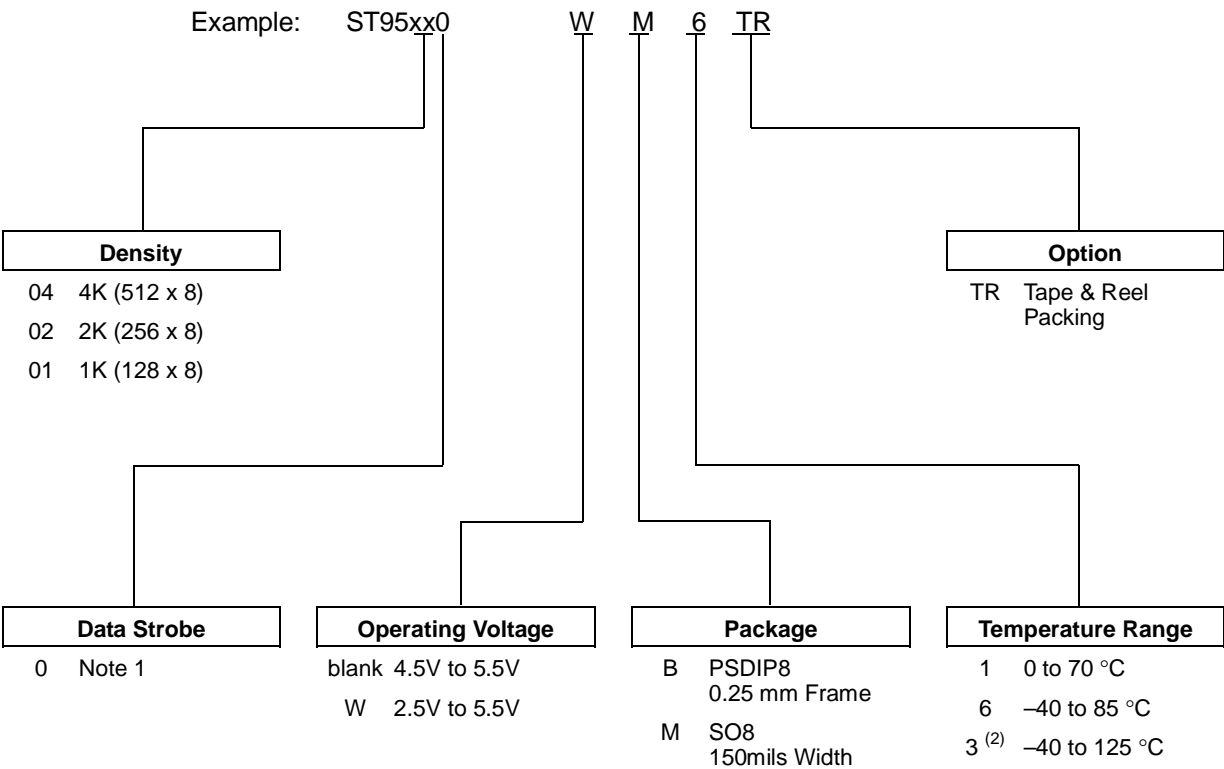 Example: ST95xx0 W M 6 TR
Density
04 4K (512 x 8)
02 2K (256 x 8)
01 1K (128 x 8)
Option
TR Tape & Reel
Packing
Data Strobe
0 Note 1
Operating Voltage
blank 4.5V to 5.5V
W 2.5V to 5.5V
Package
B PSDIP8
0.25 mm Frame
M SO8
150mils Width
Temperature Range
1 0 to 70 °C
6 –40 to 85 °C
3 (2) –40 to 125 °C